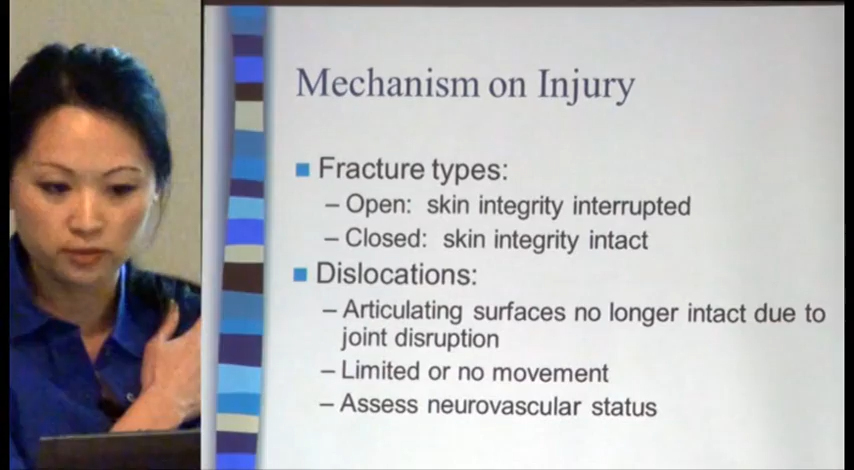 Mechanism on Injury
Fracture types:
– Open: skin integrity interrupted
– Closed: skin integrity intact
Dislocations:
– Articulating surfaces no longer intact due to
joint disruption
– Limited or no movement
– Assess neurovascular status